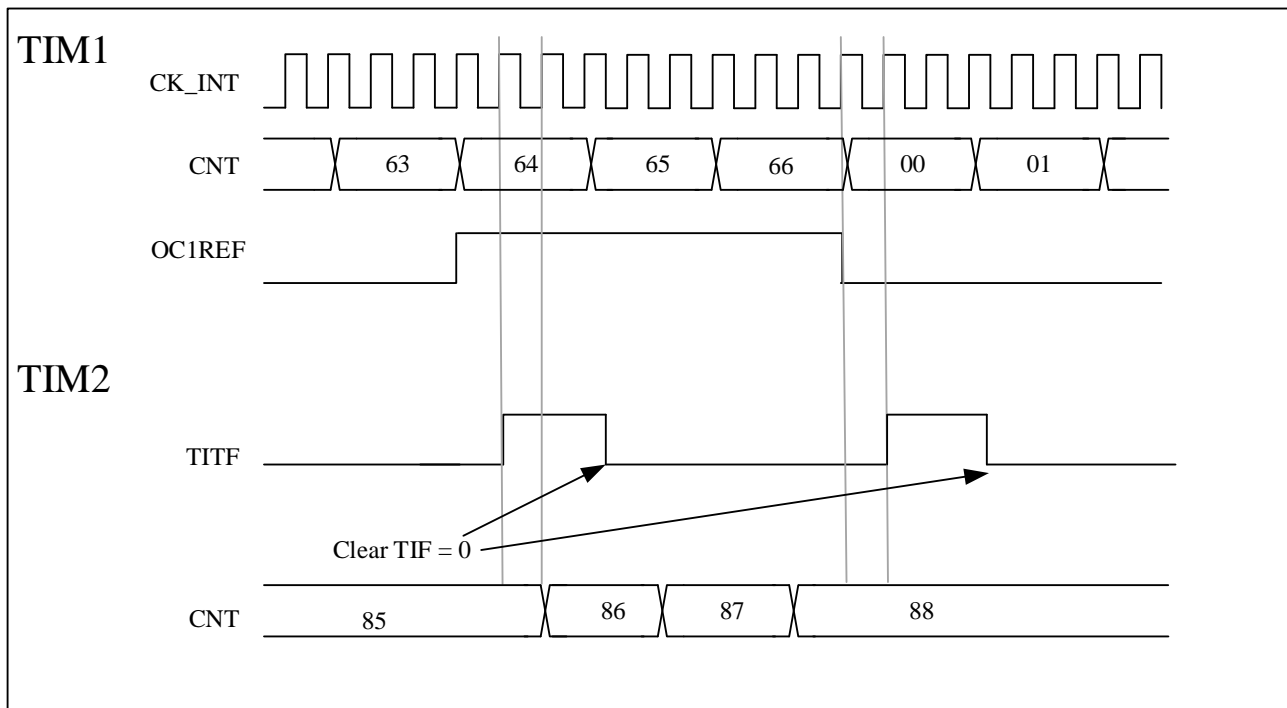 TIM1
CK_INT
CNT
63 64 65 66 00 01
OC1REF
TIM2
TITF
Clear TIF = 0
CNT
85 86 87 88